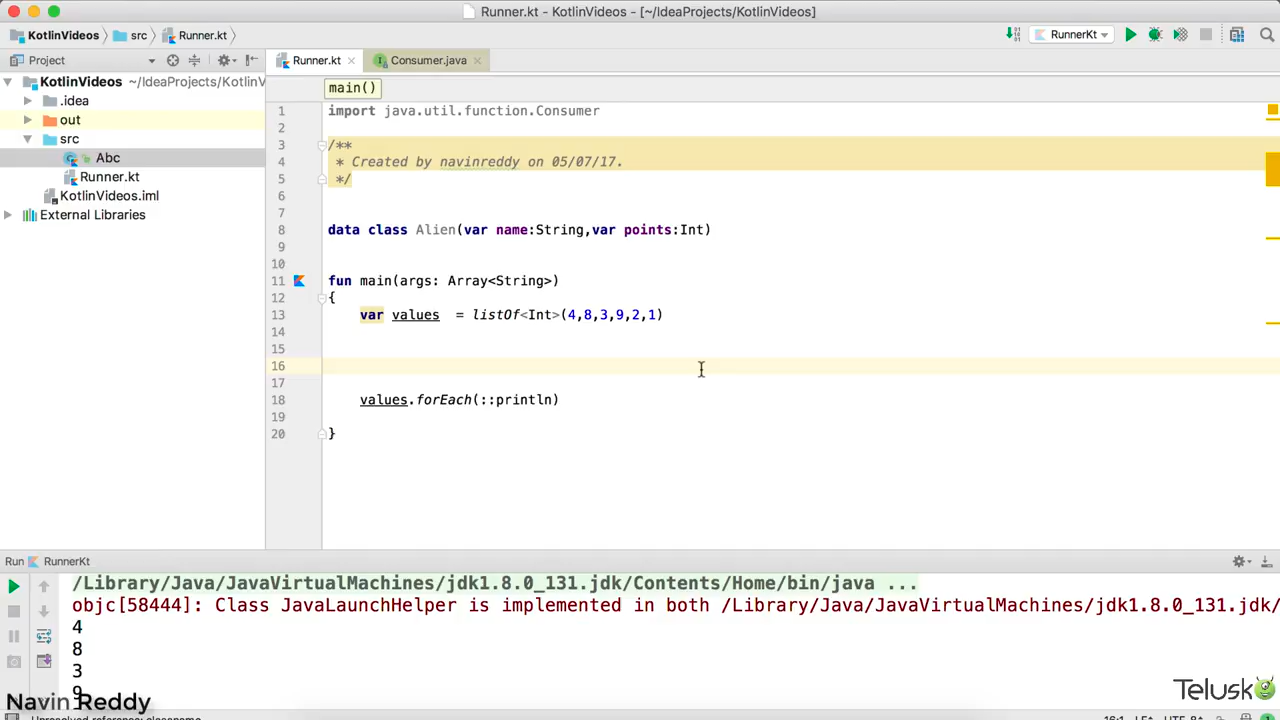 Runner.kt - KotlinVideos - [~/IdeaProjects/KotlinVideos]
KotlinVideos src Runner.kt RunnerKt
Project Runner.kt Consumer.java
KotlinVideos ~/IdeaProjects/KotlinV
.idea
out
src
Abc
Runner.kt
KotlinVideos.iml
External Libraries
main()
1 import java.util.function.Consumer
2
3 /**
4 * Created by navinreddy on 05/07/17.
5 */
6
7
8 data class Alien(var name:String,var points:Int)
9
10
11 fun main(args: Array<String>)
12 {
13 var values = listOf<Int>(4,8,3,9,2,1)
14
15
16
17
18 values.forEach(::println)
19
20 }
Run RunnerKt
/Library/Java/JavaVirtualMachines/jdk1.8.0_131.jdk/Contents/Home/bin/java ...
objc[58444]: Class JavaLaunchHelper is implemented in both /Library/Java/JavaVirtualMachines/jdk1.8.0_131.jdk/
4
8
3
9
Navin Reddy
Telusko